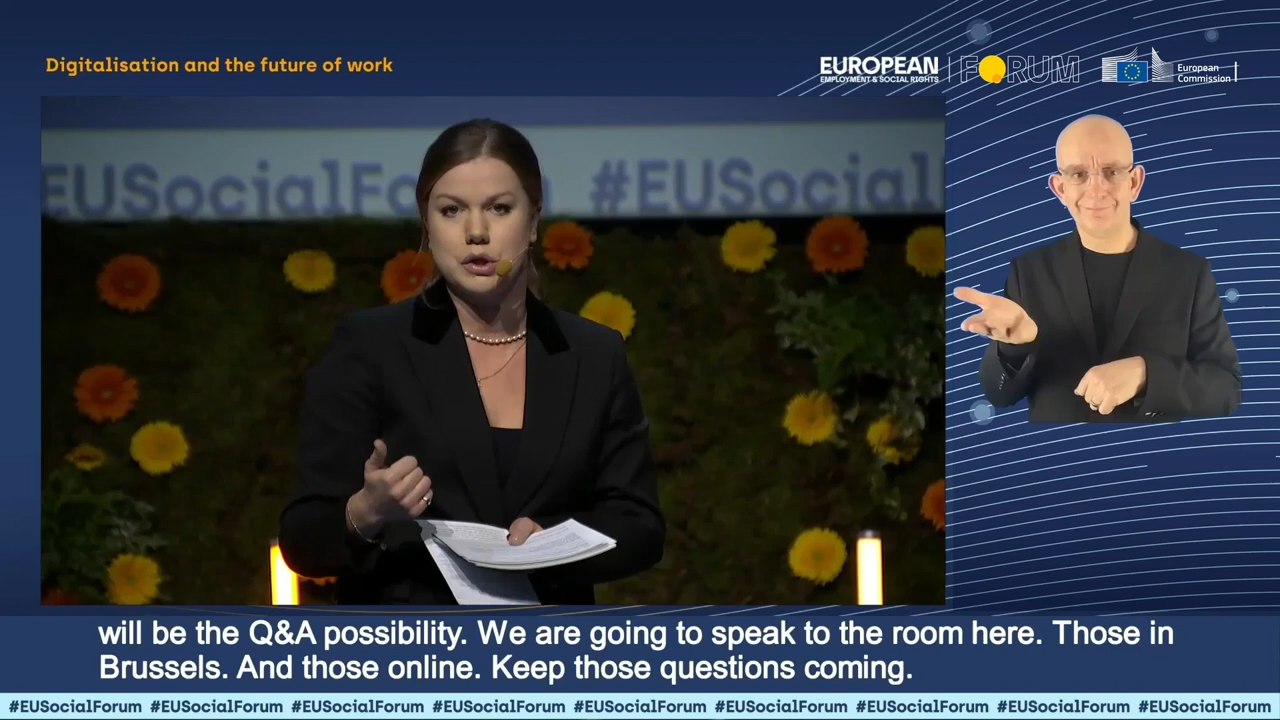 Digitalisation and the future of work
EUROPEAN
EMPLOYMENT & SOCIAL RIGHTS
FORUM
European
Commission
EUSocialForum #EUSocial
will be the Q&A possibility. We are going to speak to the room here. Those in
Brussels. And those online. Keep those questions coming.
#EUSocialForum #EUSocialForum #EUSocialForum #EUSocialForum #EUSocialForum #EUSocialForum #EUSocialForum #EUSocialForum #EUSocialForum